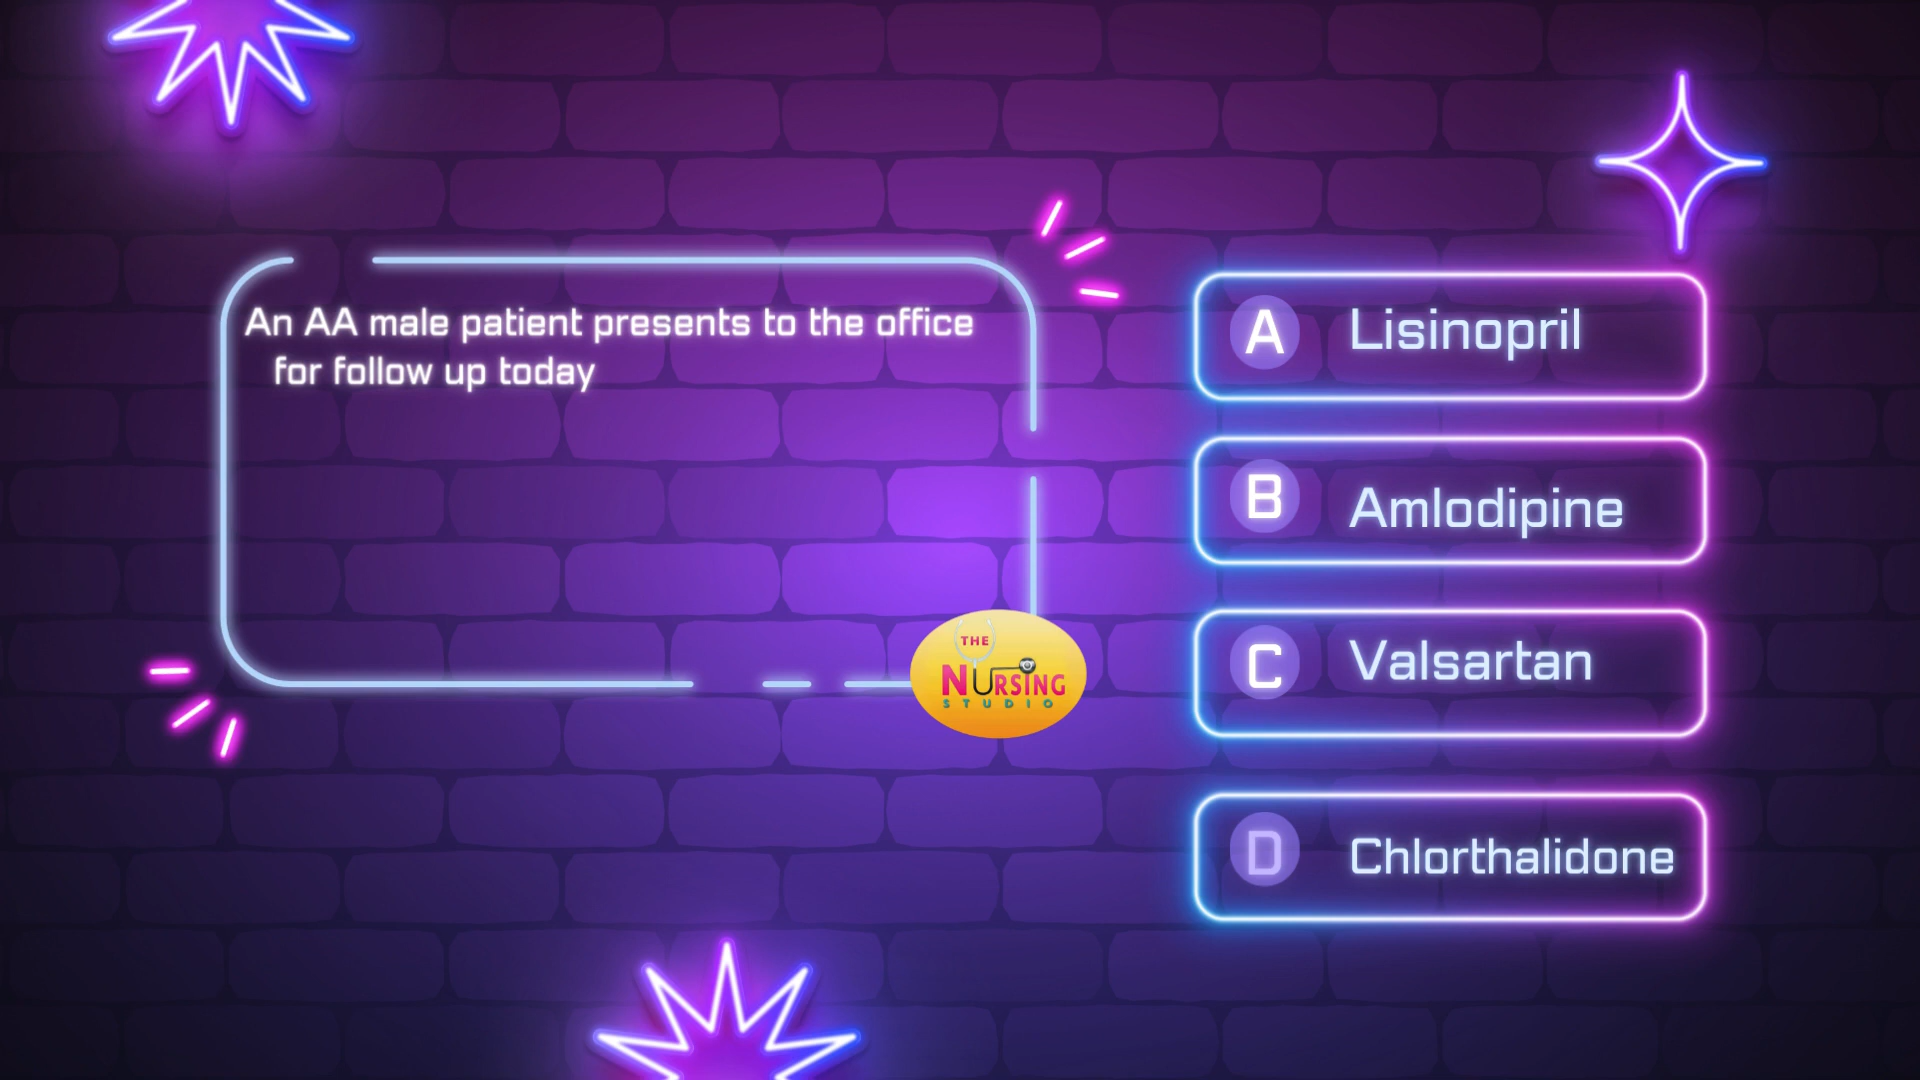 An AA male patient presents to the office
for follow up today
THE
NURSING
STUDIO
A Lisinopril
B Amlodipine
C Valsartan
D Chlorthalidone